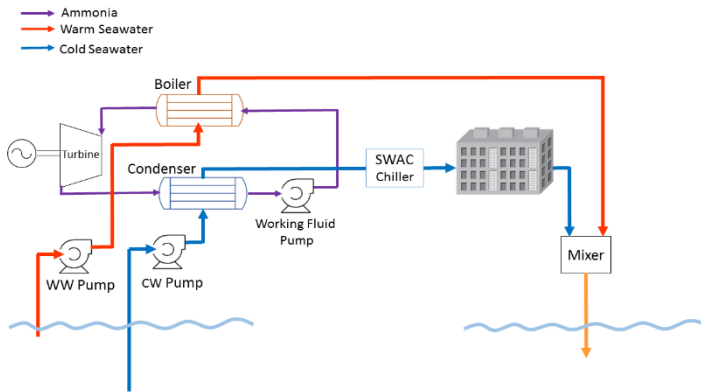 Ammonia
Warm Seawater
Cold Seawater
Boiler
Turbine
Condenser
SWAC
Chiller
Working Fluid
Pump
WW Pump
CW Pump
Mixer